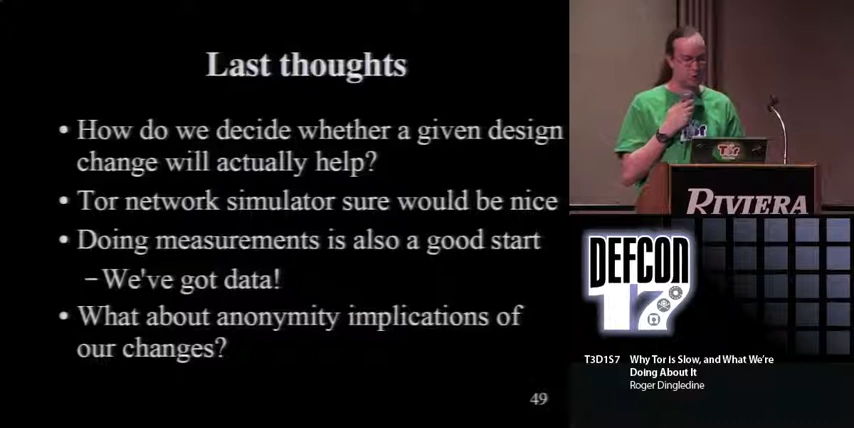 Last thoughts
• How do we decide whether a given design
change will actually help?
• Tor network simulator sure would be nice
• Doing measurements is also a good start
–We've got data!
• What about anonymity implications of
our changes?
49
Tor
RIVIERA
DEFCON
17
T3D1S7 Why Tor is Slow, and What We're
Doing About It
Roger Dingledine